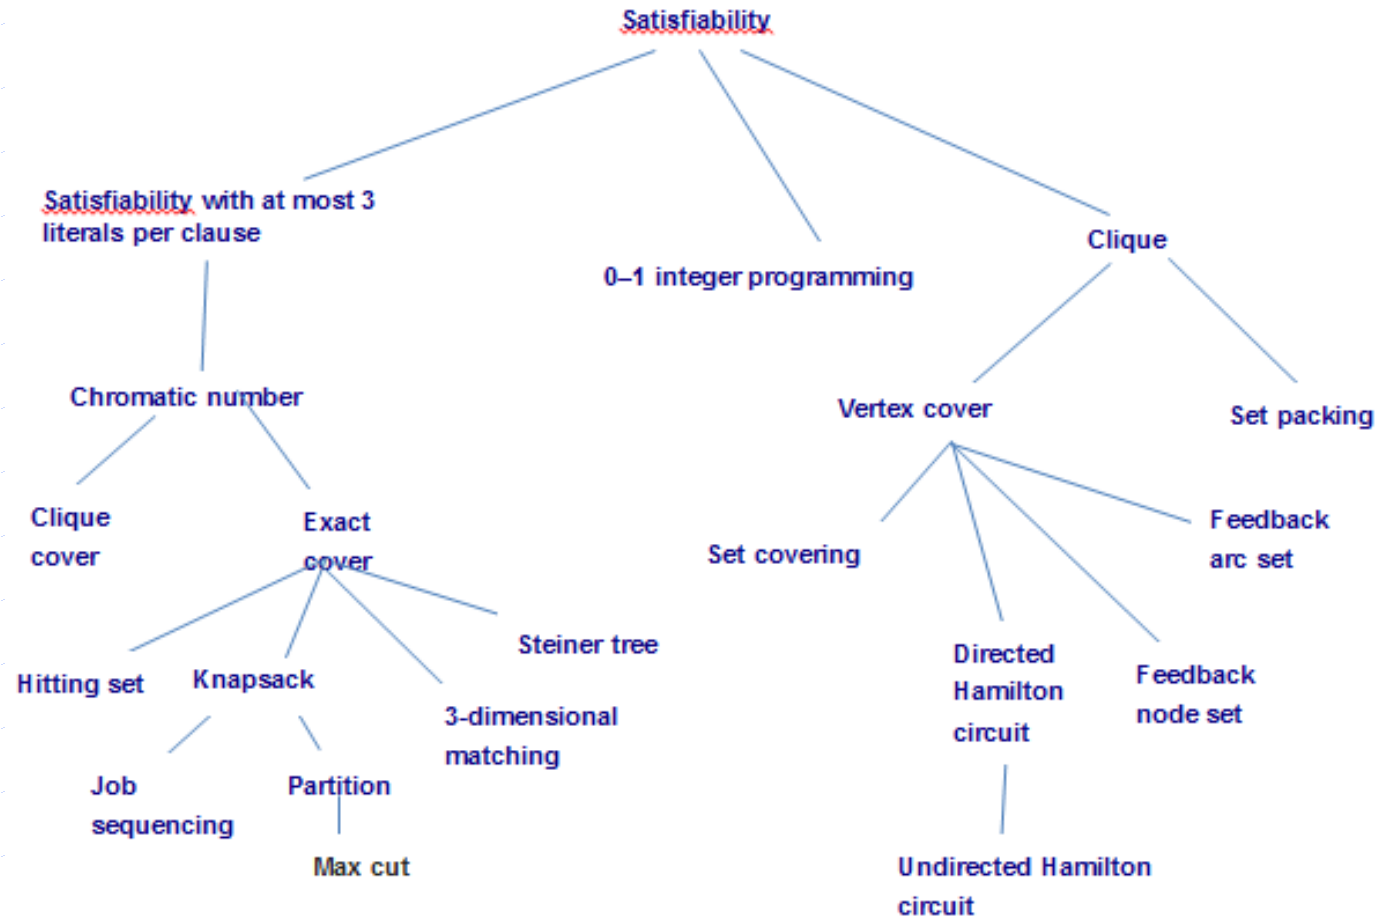 Satisfiability
Satisfiability with at most 3
literals per clause
0–1 integer programming
Clique
Chromatic number
Vertex cover
Set packing
Clique
cover
Exact
cover
Set covering
Feedback
arc set
Hitting set
Knapsack
Steiner tree
3-dimensional
matching
Directed
Hamilton
circuit
Feedback
node set
Job
sequencing
Partition
Max cut
Undirected Hamilton
circuit